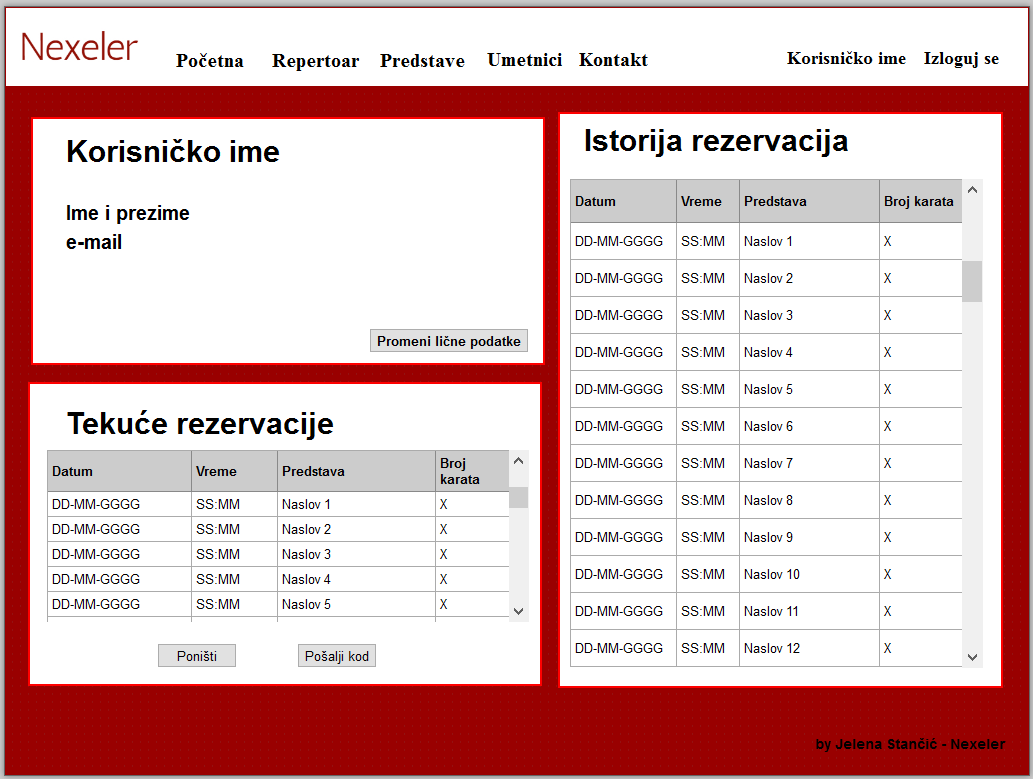 Nexeler
Početna Repertoar Predstave Umetnici Kontakt Korisničko ime Izloguj se
Korisničko ime
Ime i prezime
e-mail
Promeni lične podatke
Tekuće rezervacije
Datum Vreme Predstava Broj karata
DD-MM-GGGG SS:MM Naslov 1 X
DD-MM-GGGG SS:MM Naslov 2 X
DD-MM-GGGG SS:MM Naslov 3 X
DD-MM-GGGG SS:MM Naslov 4 X
DD-MM-GGGG SS:MM Naslov 5 X
Poništi Pošalji kod
Istorija rezervacija
Datum Vreme Predstava Broj karata
DD-MM-GGGG SS:MM Naslov 1 X
DD-MM-GGGG SS:MM Naslov 2 X
DD-MM-GGGG SS:MM Naslov 3 X
DD-MM-GGGG SS:MM Naslov 4 X
DD-MM-GGGG SS:MM Naslov 5 X
DD-MM-GGGG SS:MM Naslov 6 X
DD-MM-GGGG SS:MM Naslov 7 X
DD-MM-GGGG SS:MM Naslov 8 X
DD-MM-GGGG SS:MM Naslov 9 X
DD-MM-GGGG SS:MM Naslov 10 X
DD-MM-GGGG SS:MM Naslov 11 X
DD-MM-GGGG SS:MM Naslov 12 X
by Jelena Stančić - Nexeler